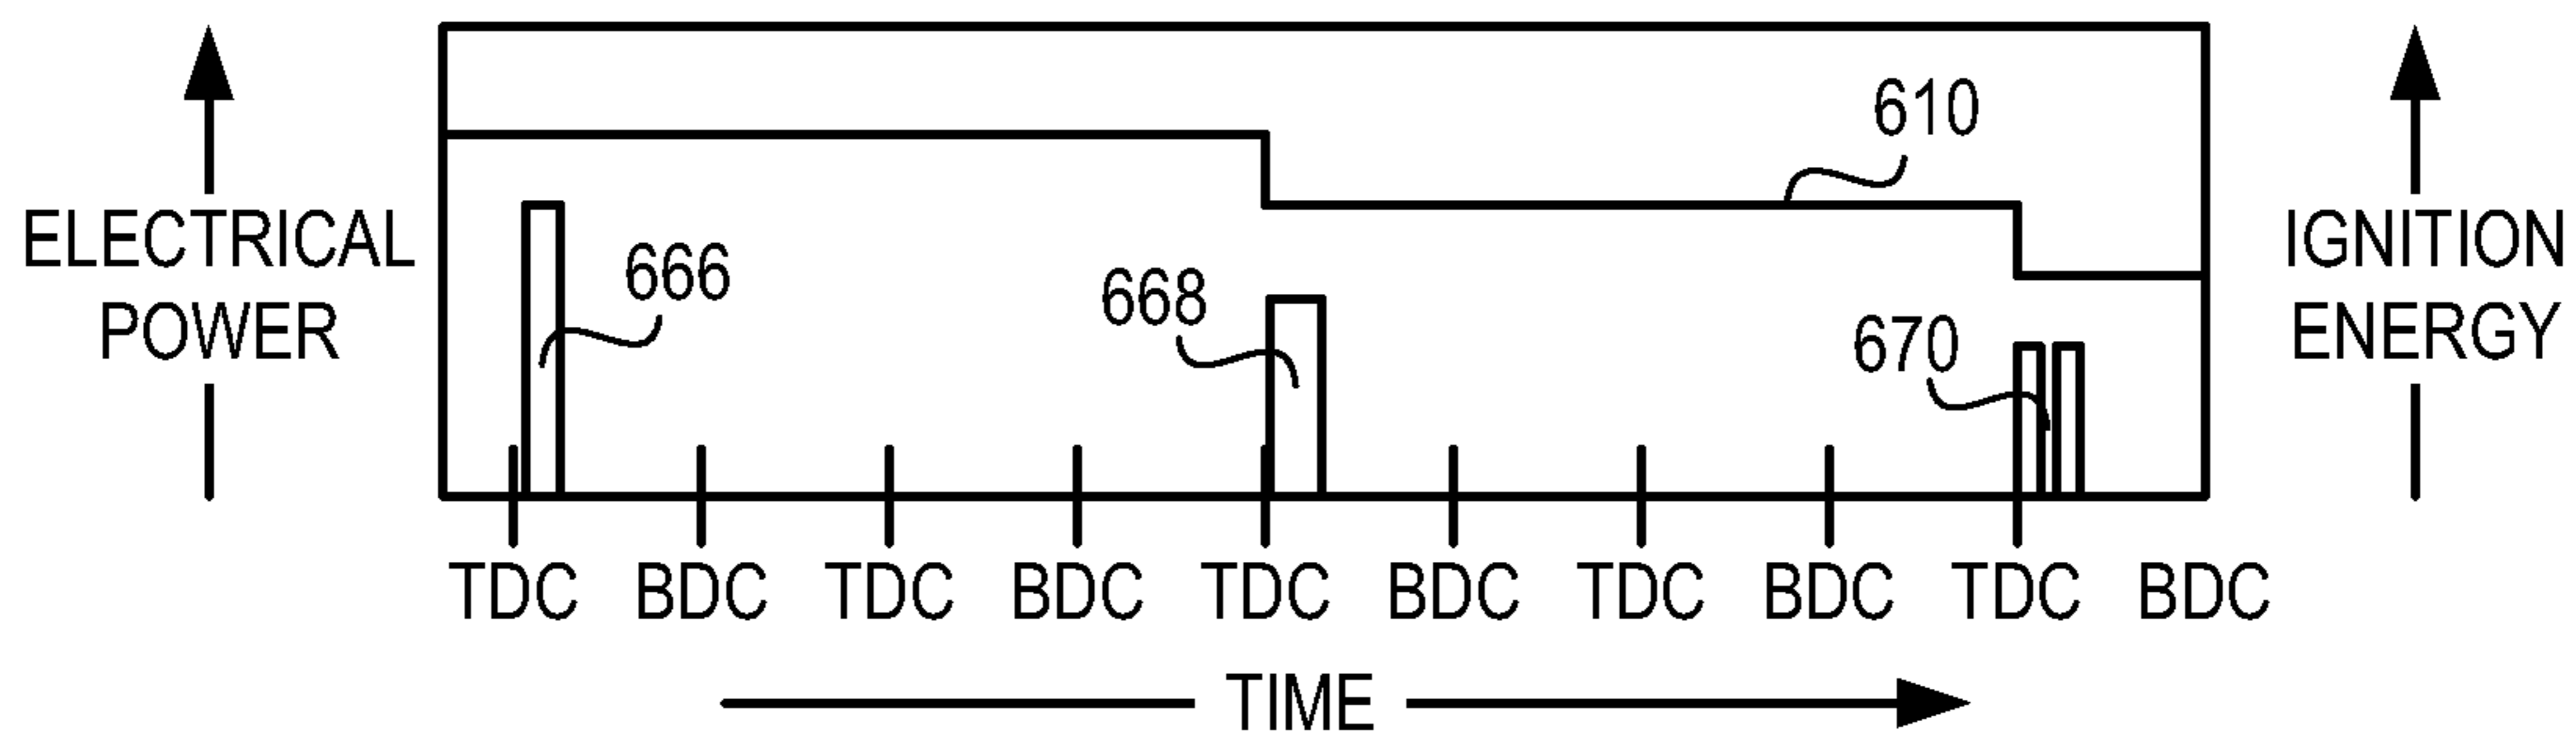 610
ELECTRICAL
POWER
666
668
670
IGNITION
ENERGY
TDC BDC TDC BDC TDC BDC TDC BDC TDC BDC
TIME